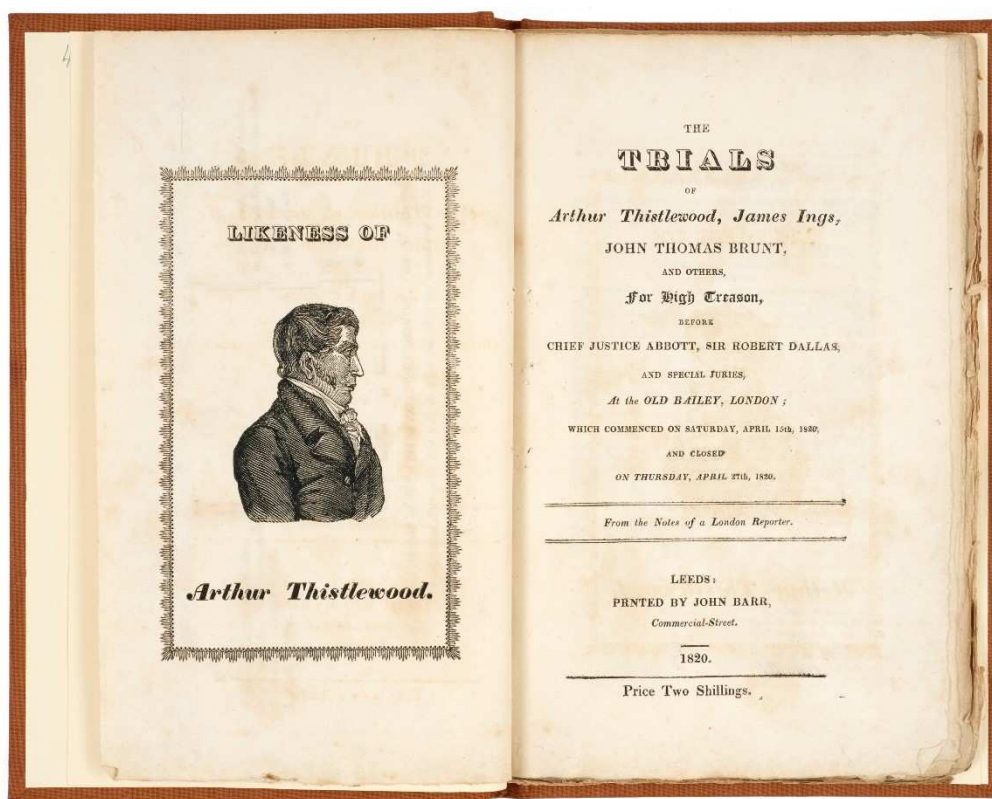 4
LIKENESS OF
Arthur Thistlewood.
THE
TRIALS
OF
Arthur Thistlewood, James Ings,
JOHN THOMAS BRUNT,
AND OTHERS,
For High Treason,
BEFORE
CHIEF JUSTICE ABBOTT, SIR ROBERT DALLAS,
AND SPECIAL JURIES,
At the OLD BAILEY, LONDON;
WHICH COMMENCED ON SATURDAY, APRIL 15th, 1820,
AND CLOSED
ON THURSDAY, APRIL 27th, 1820.
From the Notes of a London Reporter.
LEEDS:
PRNTED BY JOHN BARR,
Commercial-Street.
1820.
Price Two Shillings.